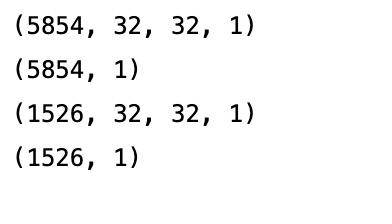 (5854, 32, 32, 1)
(5854, 1)
(1526, 32, 32, 1)
(1526, 1)